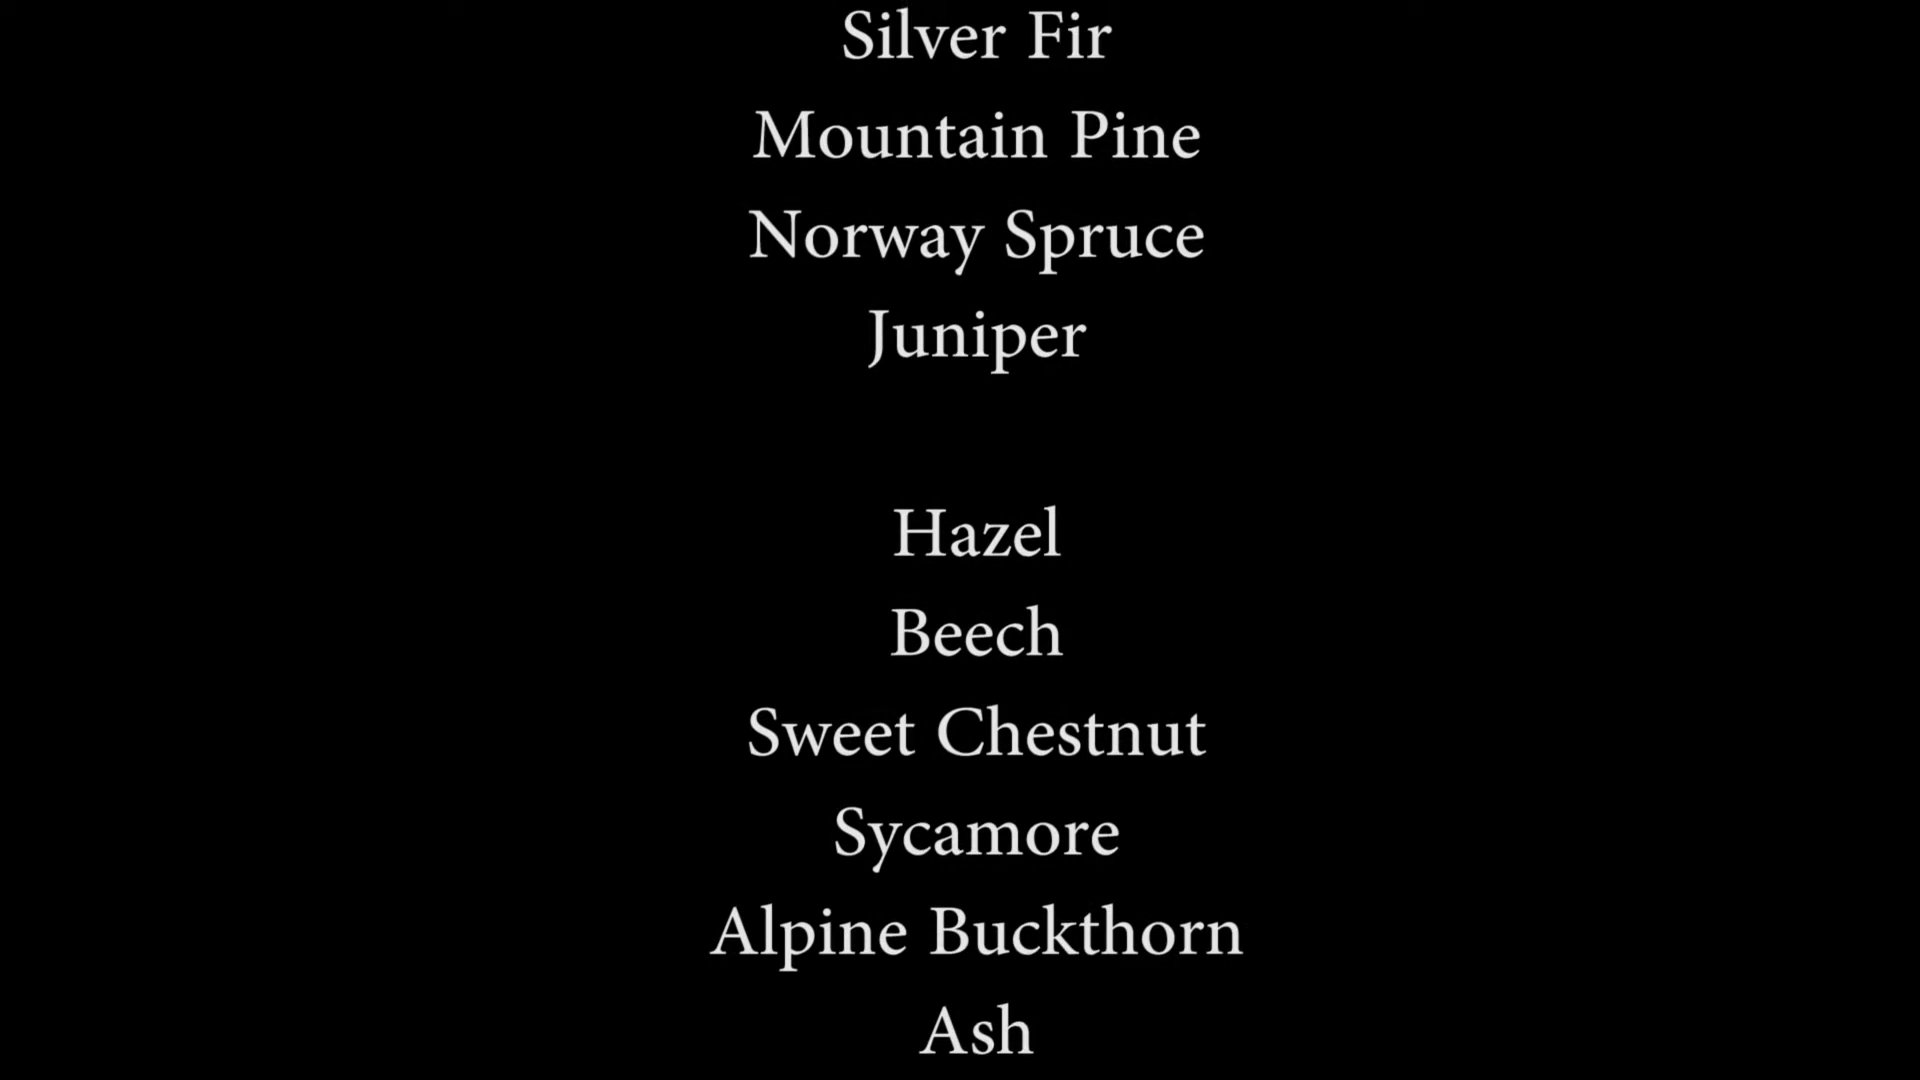 Silver Fir
Mountain Pine
Norway Spruce
Juniper
Hazel
Beech
Sweet Chestnut
Sycamore
Alpine Buckthorn
Ash